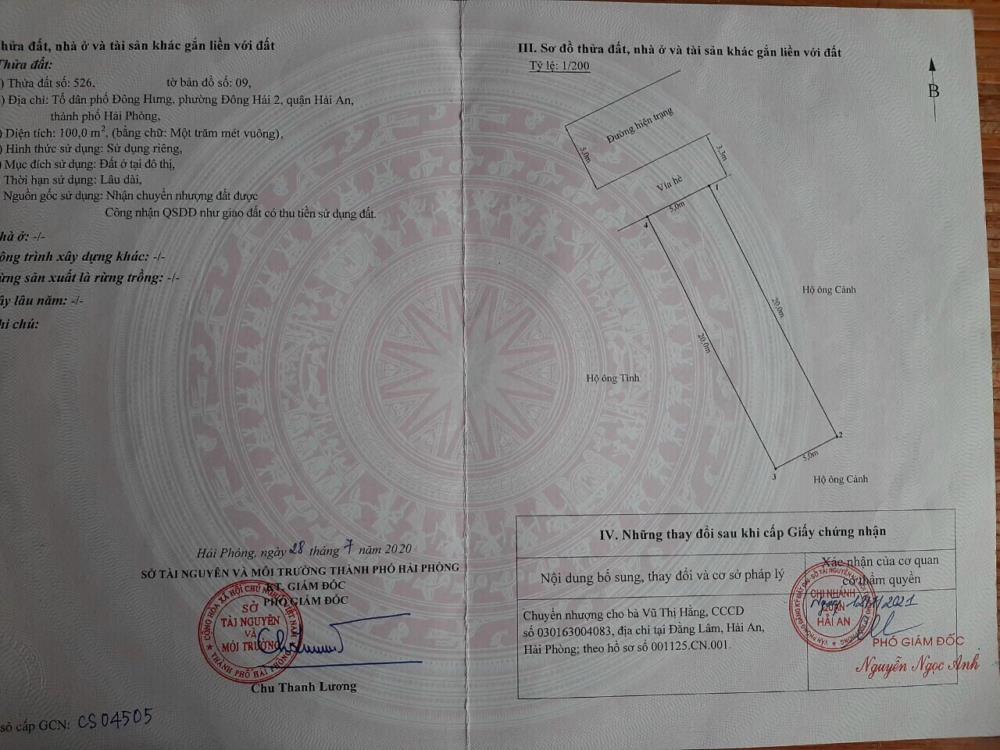 hửa đất, nhà ở và tài sản khác gắn liền với đất
Thửa đất:
) Thửa đất số: 526, tờ bản đồ số: 09,
) Địa chỉ: Tổ dân phố Đông Hưng, phường Đông Hải 2, quận Hải An,
thành phố Hải Phòng,
) Diện tích: 100,0 m², (bằng chữ: Một trăm mét vuông),
) Hình thức sử dụng: Sử dụng riêng,
) Mục đích sử dụng: Đất ở tại đô thị,
Thời hạn sử dụng: Lâu dài,
Nguồn gốc sử dụng: Nhận chuyển nhượng đất được
Công nhận QSDD như giao đất có thu tiền sử dụng đất.
hà ở: -/-
ông trình xây dựng khác: -/-
ừng sản xuất là rừng trồng: -/-
ây lâu năm: -/-
hi chú:
Hải Phòng, ngày 28 tháng 7 năm 2020
SỞ TÀI NGUYÊN VÀ MÔI TRƯỜNG THÀNH PHỐ HẢI PHÒNG
KT. GIÁM ĐỐC
PHÓ GIÁM ĐỐC
SỞ
TÀI NGUYÊN
VÀ
MÔI TRƯỜNG
Chu Thanh Lương
số cấp GCN: CS04505
III. Sơ đồ thửa đất, nhà ở và tài sản khác gắn liền với đất
Tỷ lệ: 1/200
B
Đường hiện trạng
5,0m
3,3m
Vỉa hè
1
5,0m
4
Hộ ông Cảnh
20,0m
20,0m
Hộ ông Tĩnh
2
5,0m
3
Hộ ông Cảnh
IV. Những thay đổi sau khi cấp Giấy chứng nhận
Nội dung bổ sung, thay đổi và cơ sở pháp lý
Xác nhận của cơ quan
có thẩm quyền
Chuyển nhượng cho bà Vũ Thị Hằng, CCCD
số 030163004083, địa chỉ tại Đằng Lâm, Hải An,
Hải Phòng; theo hồ sơ số 001125.CN.001.
CHI NHÁNH
QUẬN
HẢI AN
PHÓ GIÁM ĐỐC
Nguyễn Ngọc Anh